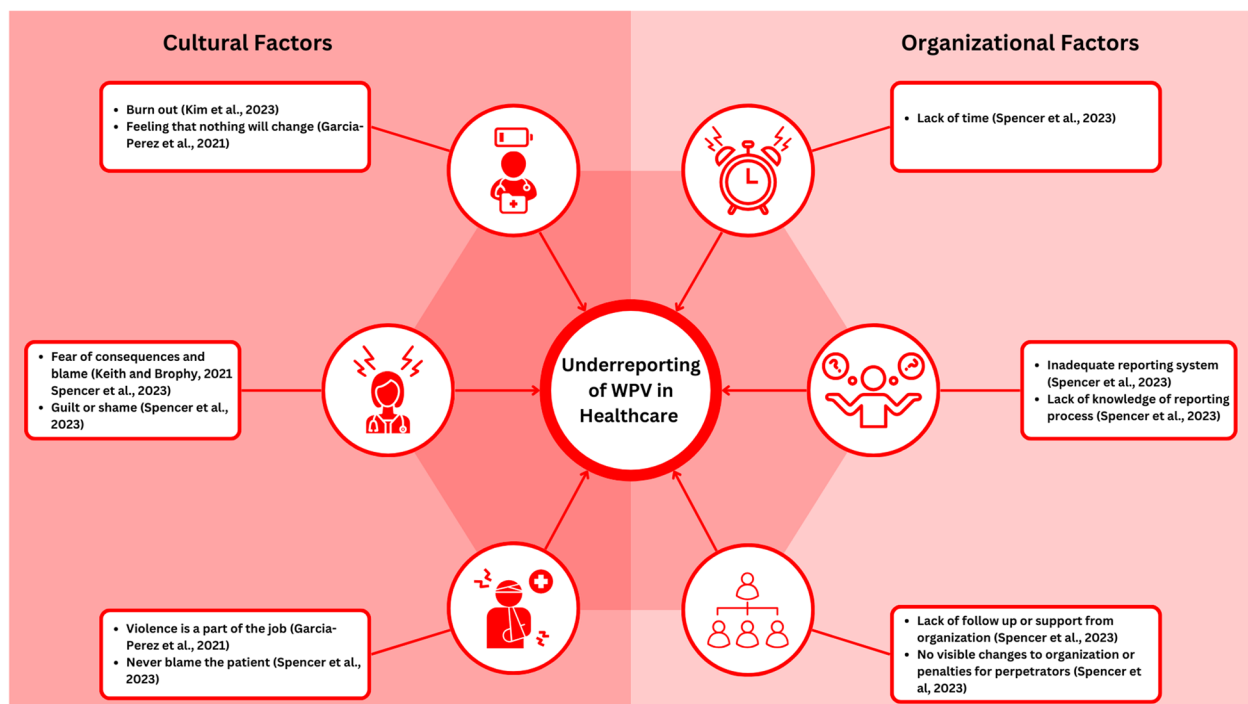 Cultural Factors
Organizational Factors
• Burn out (Kim et al., 2023)
• Feeling that nothing will change (Garcia-
Perez et al., 2021)
• Lack of time (Spencer et al., 2023)
• Fear of consequences and
blame (Keith and Brophy, 2021
Spencer et al., 2023)
• Guilt or shame (Spencer et al.,
2023)
Underreporting
of WPV in
Healthcare
• Inadequate reporting system
(Spencer et al., 2023)
• Lack of knowledge of reporting
process (Spencer et al., 2023)
• Violence is a part of the job (Garcia-
Perez et al., 2021)
• Never blame the patient (Spencer et al.,
2023)
• Lack of follow up or support from
organization (Spencer et al., 2023)
• No visible changes to organization or
penalties for perpetrators (Spencer et
al, 2023)